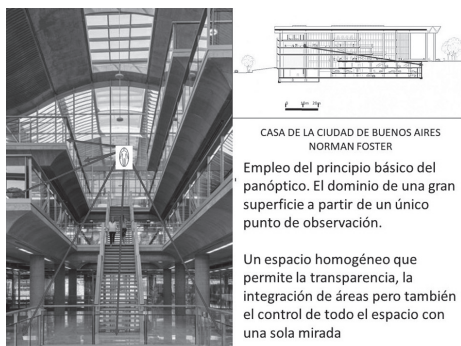 CASA DE LA CIUDAD DE BUENOS AIRES
NORMAN FOSTER
Empleo del principio básico del
panóptico. El dominio de una gran
superficie a partir de un único
punto de observación.
Un espacio homogéneo que
permite la transparencia, la
integración de áreas pero también
el control de todo el espacio con
una sola mirada